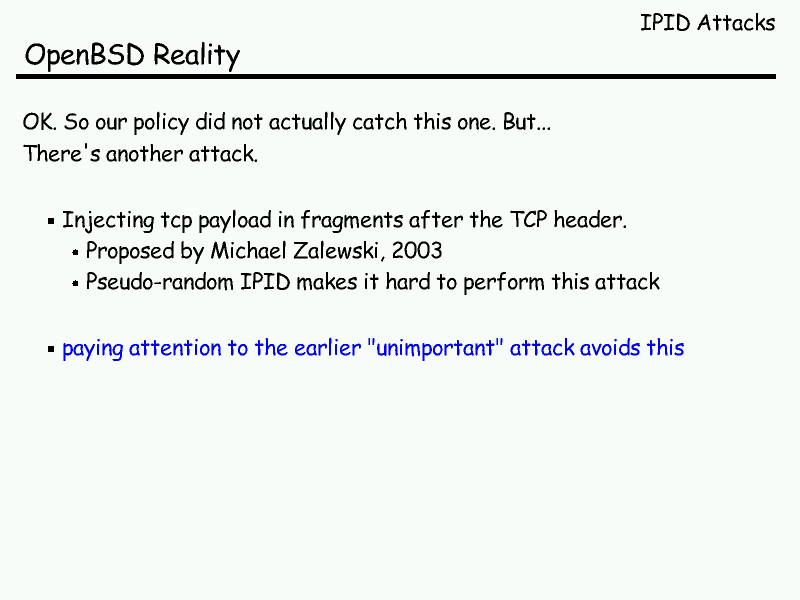 IPID Attacks
OpenBSD Reality
OK. So our policy did not actually catch this one. But...
There's another attack.
Injecting tcp payload in fragments after the TCP header.
Proposed by Michael Zalewski, 2003
Pseudo-random IPID makes it hard to perform this attack
paying attention to the earlier "unimportant" attack avoids this